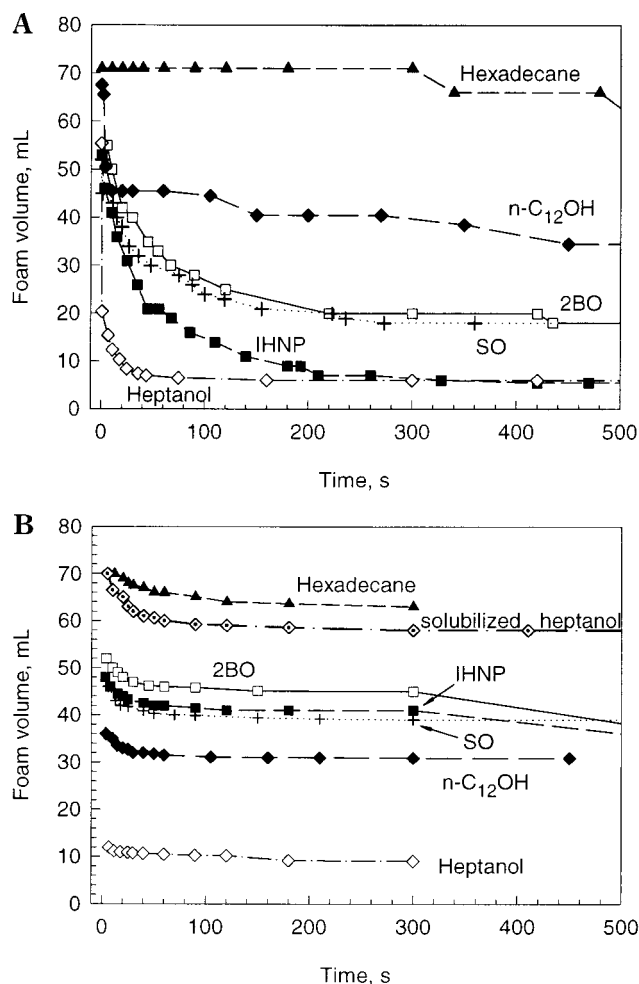 A
80
70
60
50
40
30
20
10
0
Foam volume, mL
Hexadecane
n-C₁₂OH
2BO
IHNP
SO
Heptanol
0 100 200 300 400 500
Time, s
B
80
70
60
50
40
30
20
10
0
Foam volume, mL
Hexadecane
solubilized heptanol
2BO
IHNP
SO
n-C₁₂OH
Heptanol
0 100 200 300 400 500
Time, s